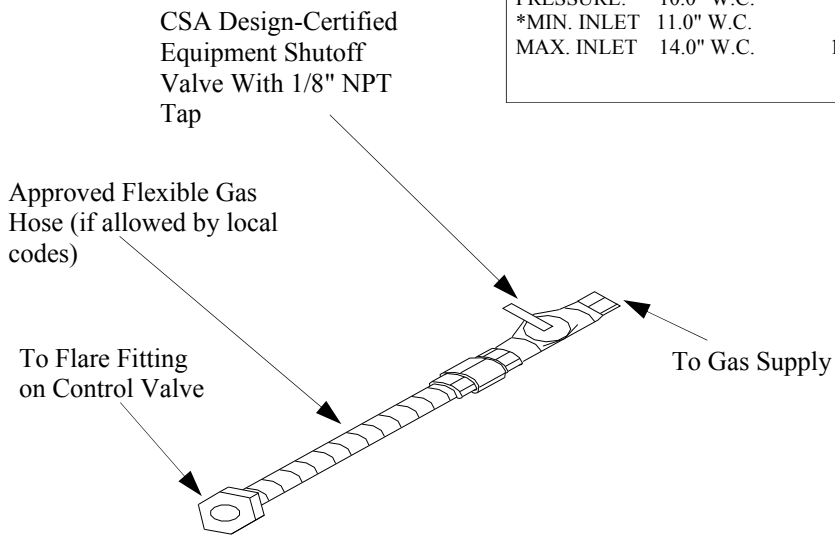 CSA Design-Certified
Equipment Shutoff
Valve With 1/8" NPT
Tap
PRESSURE. 10.0" W.C.
*MIN. INLET 11.0" W.C.
MAX. INLET 14.0" W.C.
Approved Flexible Gas
Hose (if allowed by local
codes)
To Flare Fitting
on Control Valve
To Gas Supply